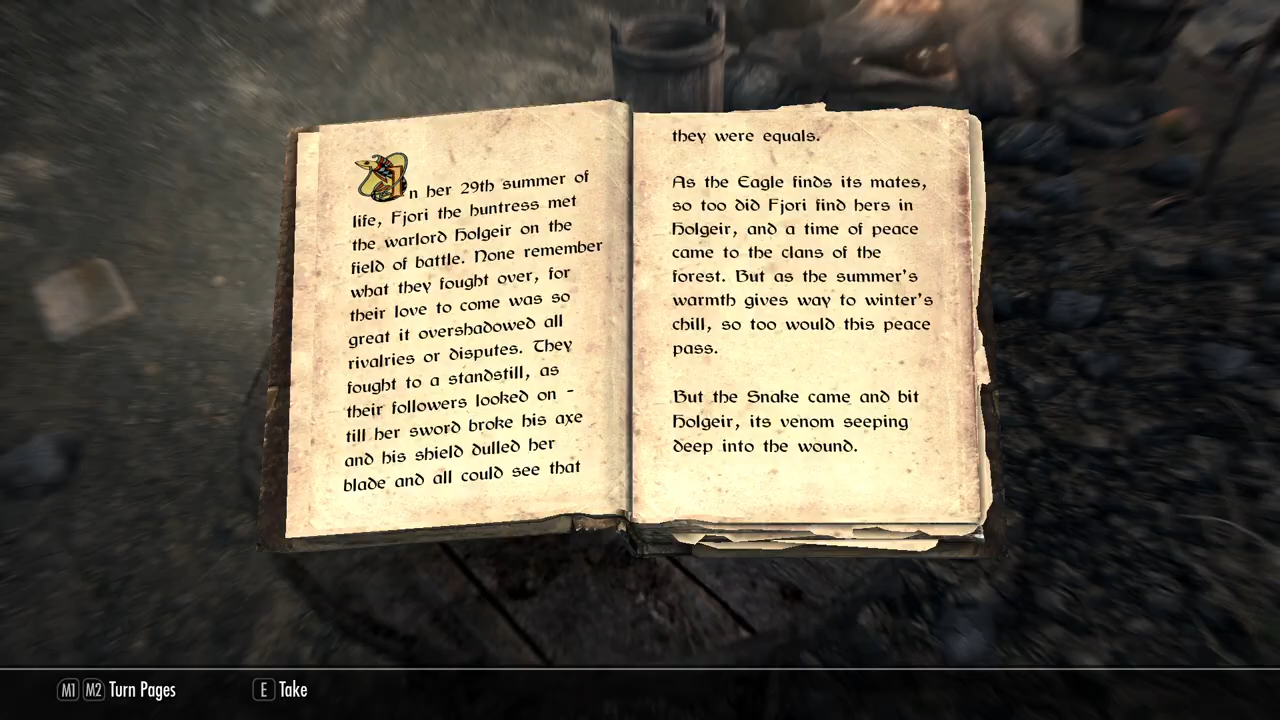 In her 29th summer of
life, Fjori the huntress met
the warlord Holgeir on the
field of battle. None remember
what they fought over, for
their love to come was so
great it overshadowed all
rivalries or disputes. They
fought to a standstill, as
their followers looked on -
till her sword broke his axe
and his shield dulled her
blade and all could see that
they were equals.
As the Eagle finds its mates,
so too did Fjori find hers in
Holgeir, and a time of peace
came to the clans of the
forest. But as the summer's
warmth gives way to winter's
chill, so too would this peace
pass.
But the Snake came and bit
Holgeir, its venom seeping
deep into the wound.
M1 M2 Turn Pages
E Take